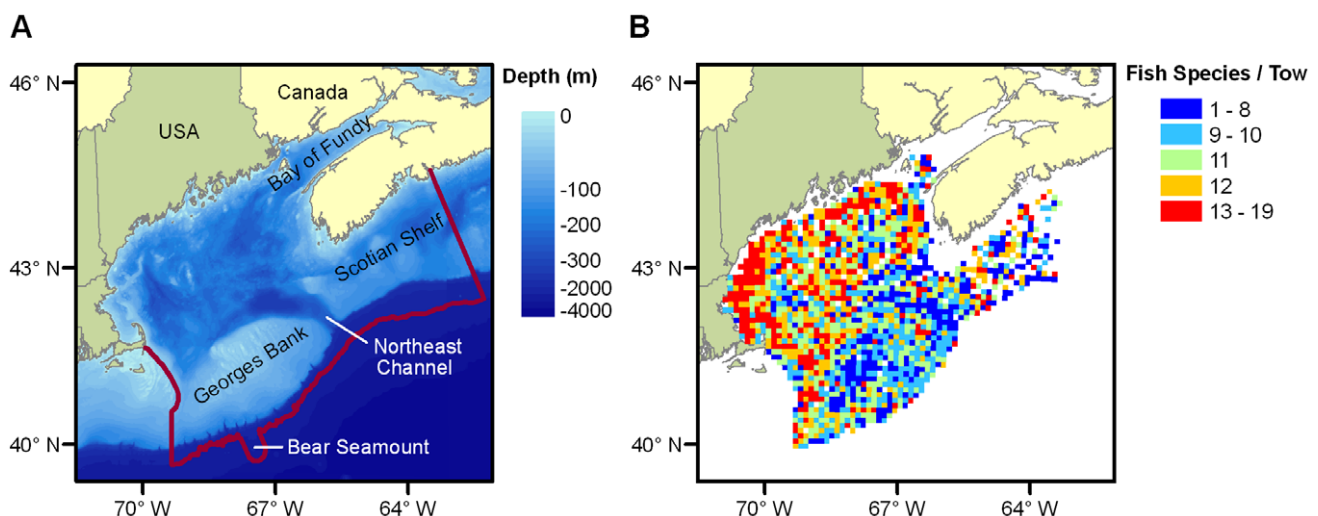 A
46° N
43° N
40° N
70° W
67° W
64° W
USA
Canada
Bay of Fundy
Scotian Shelf
Georges Bank
Northeast
Channel
Bear Seamount
Depth (m)
0
-100
-200
-300
-2000
-4000
B
46° N
43° N
40° N
70° W
67° W
64° W
Fish Species / Tow
1 - 8
9 - 10
11
12
13 - 19